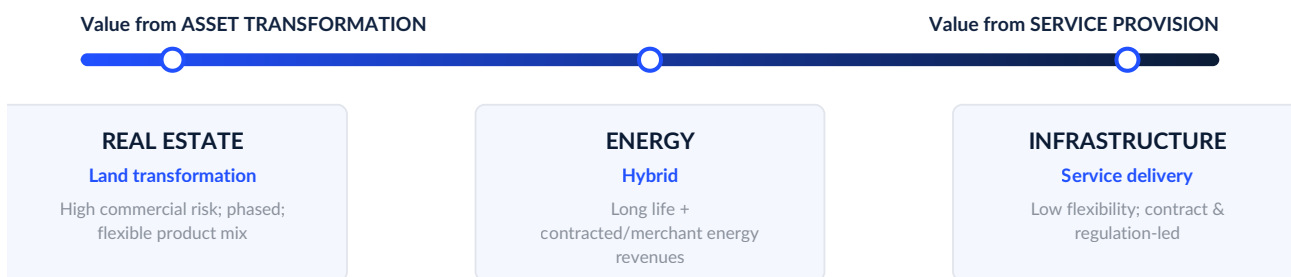 Value from ASSET TRANSFORMATION
Value from SERVICE PROVISION
REAL ESTATE
Land transformation
High commercial risk; phased;
flexible product mix
ENERGY
Hybrid
Long life +
contracted/merchant energy
revenues
INFRASTRUCTURE
Service delivery
Low flexibility; contract &
regulation-led